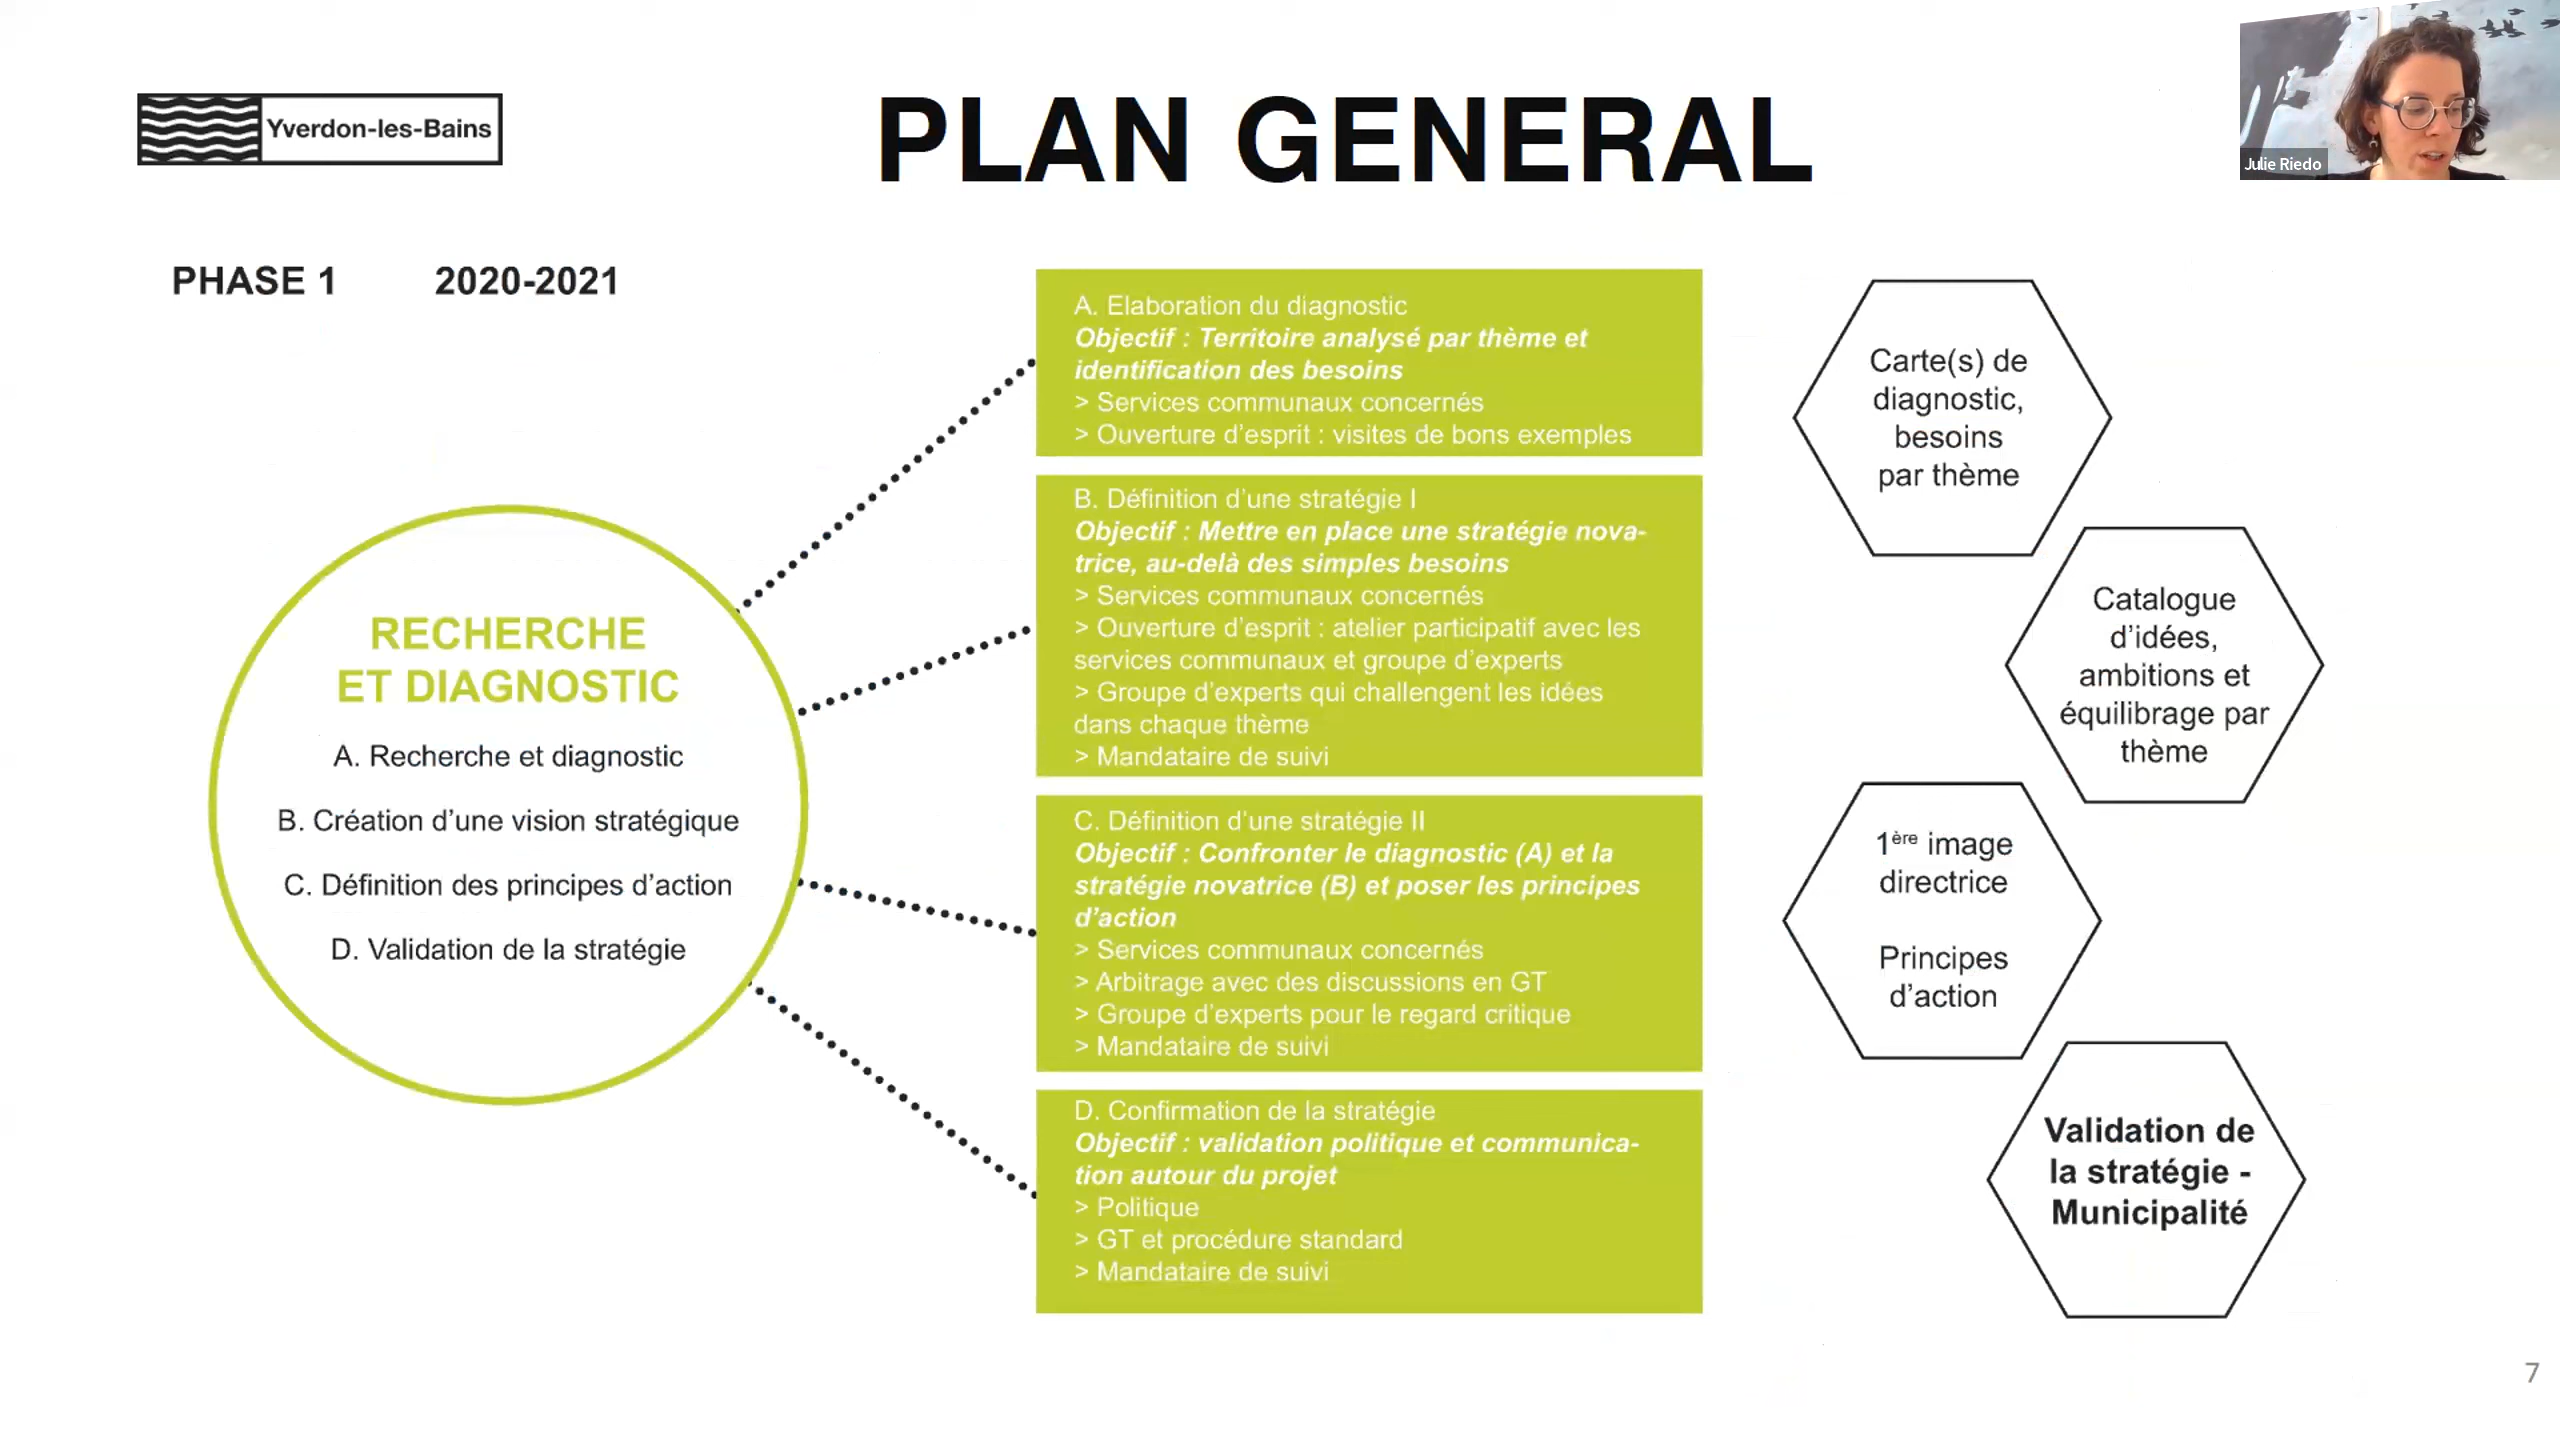 Yverdon-les-Bains
PLAN GENERAL
Julie Riedo
PHASE 1 2020-2021
RECHERCHE
ET DIAGNOSTIC
A. Recherche et diagnostic
B. Création d’une vision stratégique
C. Définition des principes d’action
D. Validation de la stratégie
A. Elaboration du diagnostic
Objectif : Territoire analysé par thème et
identification des besoins
> Services communaux concernés
> Ouverture d’esprit : visites de bons exemples
B. Définition d’une stratégie I
Objectif : Mettre en place une stratégie nova-
trice, au-delà des simples besoins
> Services communaux concernés
> Ouverture d’esprit : atelier participatif avec les
services communaux et groupe d’experts
> Groupe d’experts qui challengent les idées
dans chaque thème
> Mandataire de suivi
C. Définition d’une stratégie II
Objectif : Confronter le diagnostic (A) et la
stratégie novatrice (B) et poser les principes
d’action
> Services communaux concernés
> Arbitrage avec des discussions en GT
> Groupe d’experts pour le regard critique
> Mandataire de suivi
D. Confirmation de la stratégie
Objectif : validation politique et communica-
tion autour du projet
> Politique
> GT et procédure standard
> Mandataire de suivi
Carte(s) de
diagnostic,
besoins
par thème
Catalogue
d’idées,
ambitions et
équilibrage par
thème
1ère image
directrice
Principes
d’action
Validation de
la stratégie -
Municipalité
7